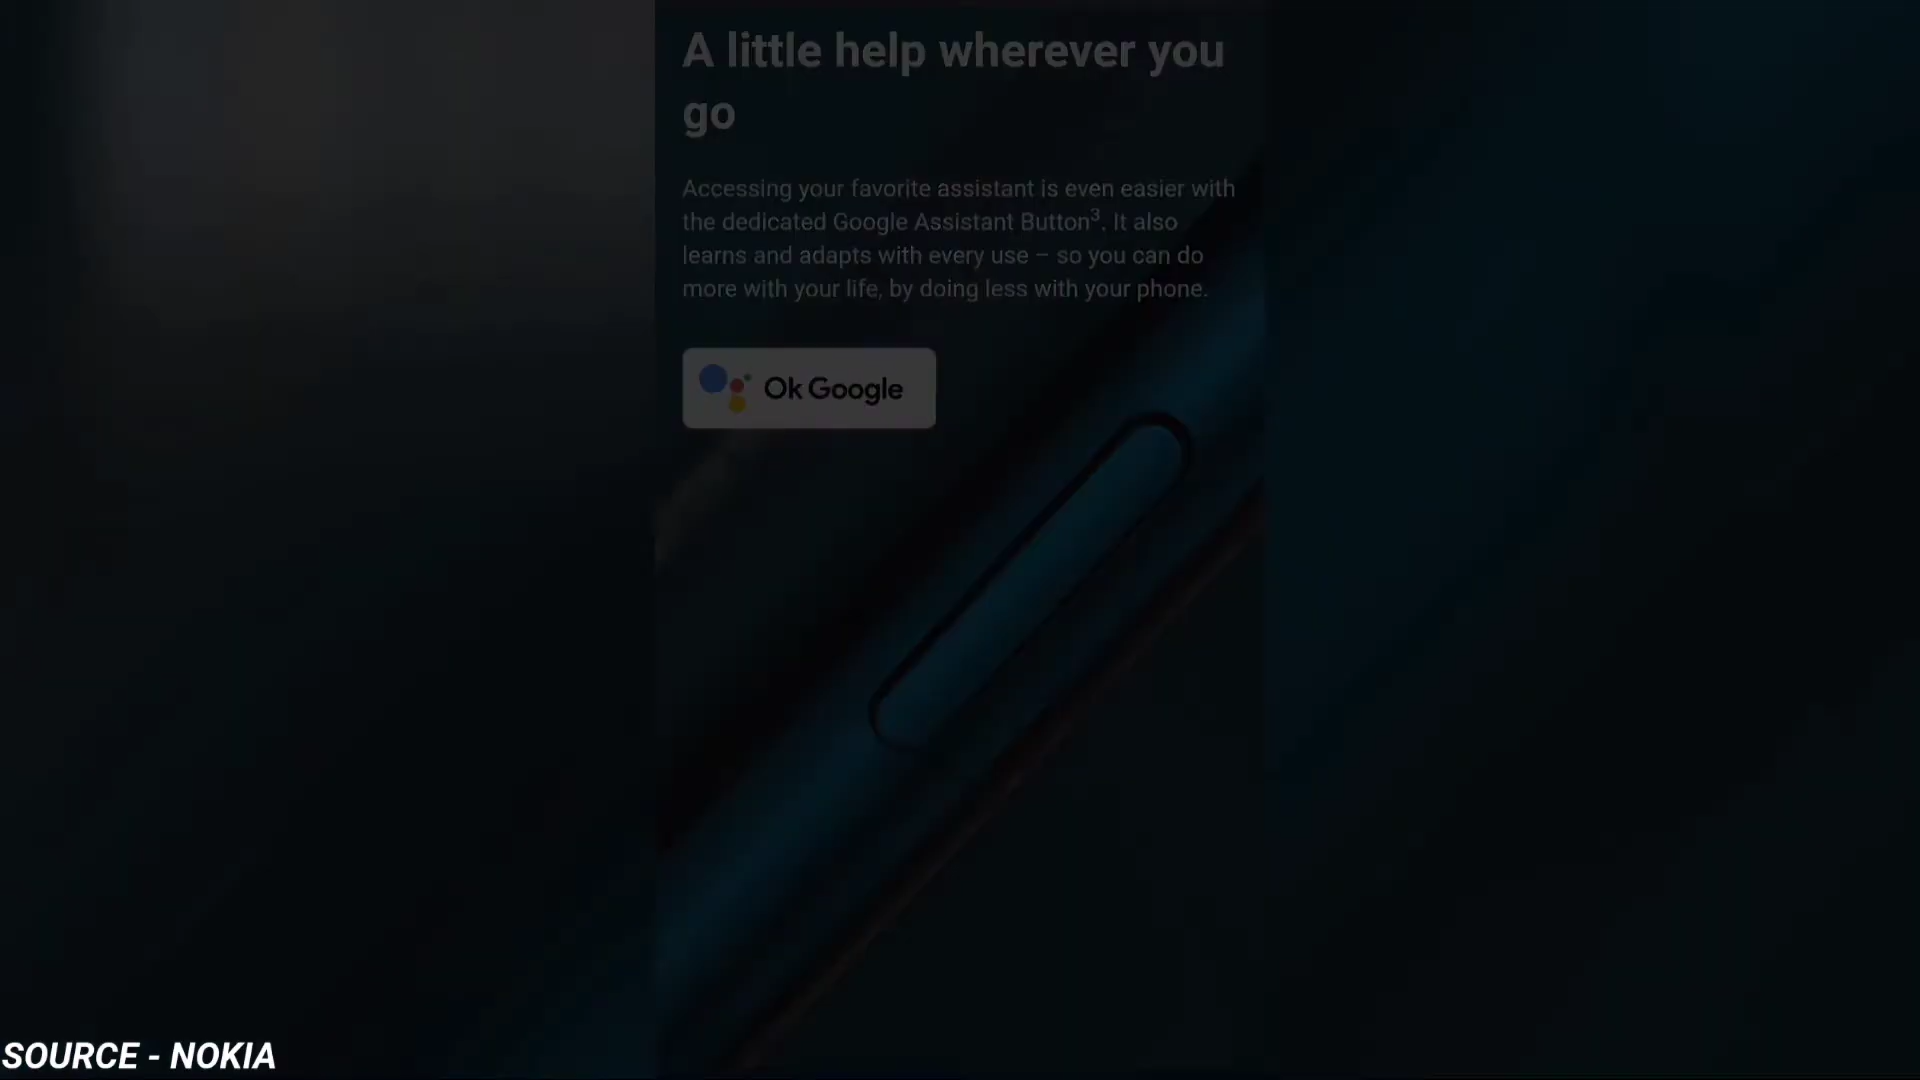 A little help wherever you
go
Accessing your favorite assistant is even easier with
the dedicated Google Assistant Button³. It also
learns and adapts with every use – so you can do
more with your life, by doing less with your phone.
Ok Google
SOURCE - NOKIA